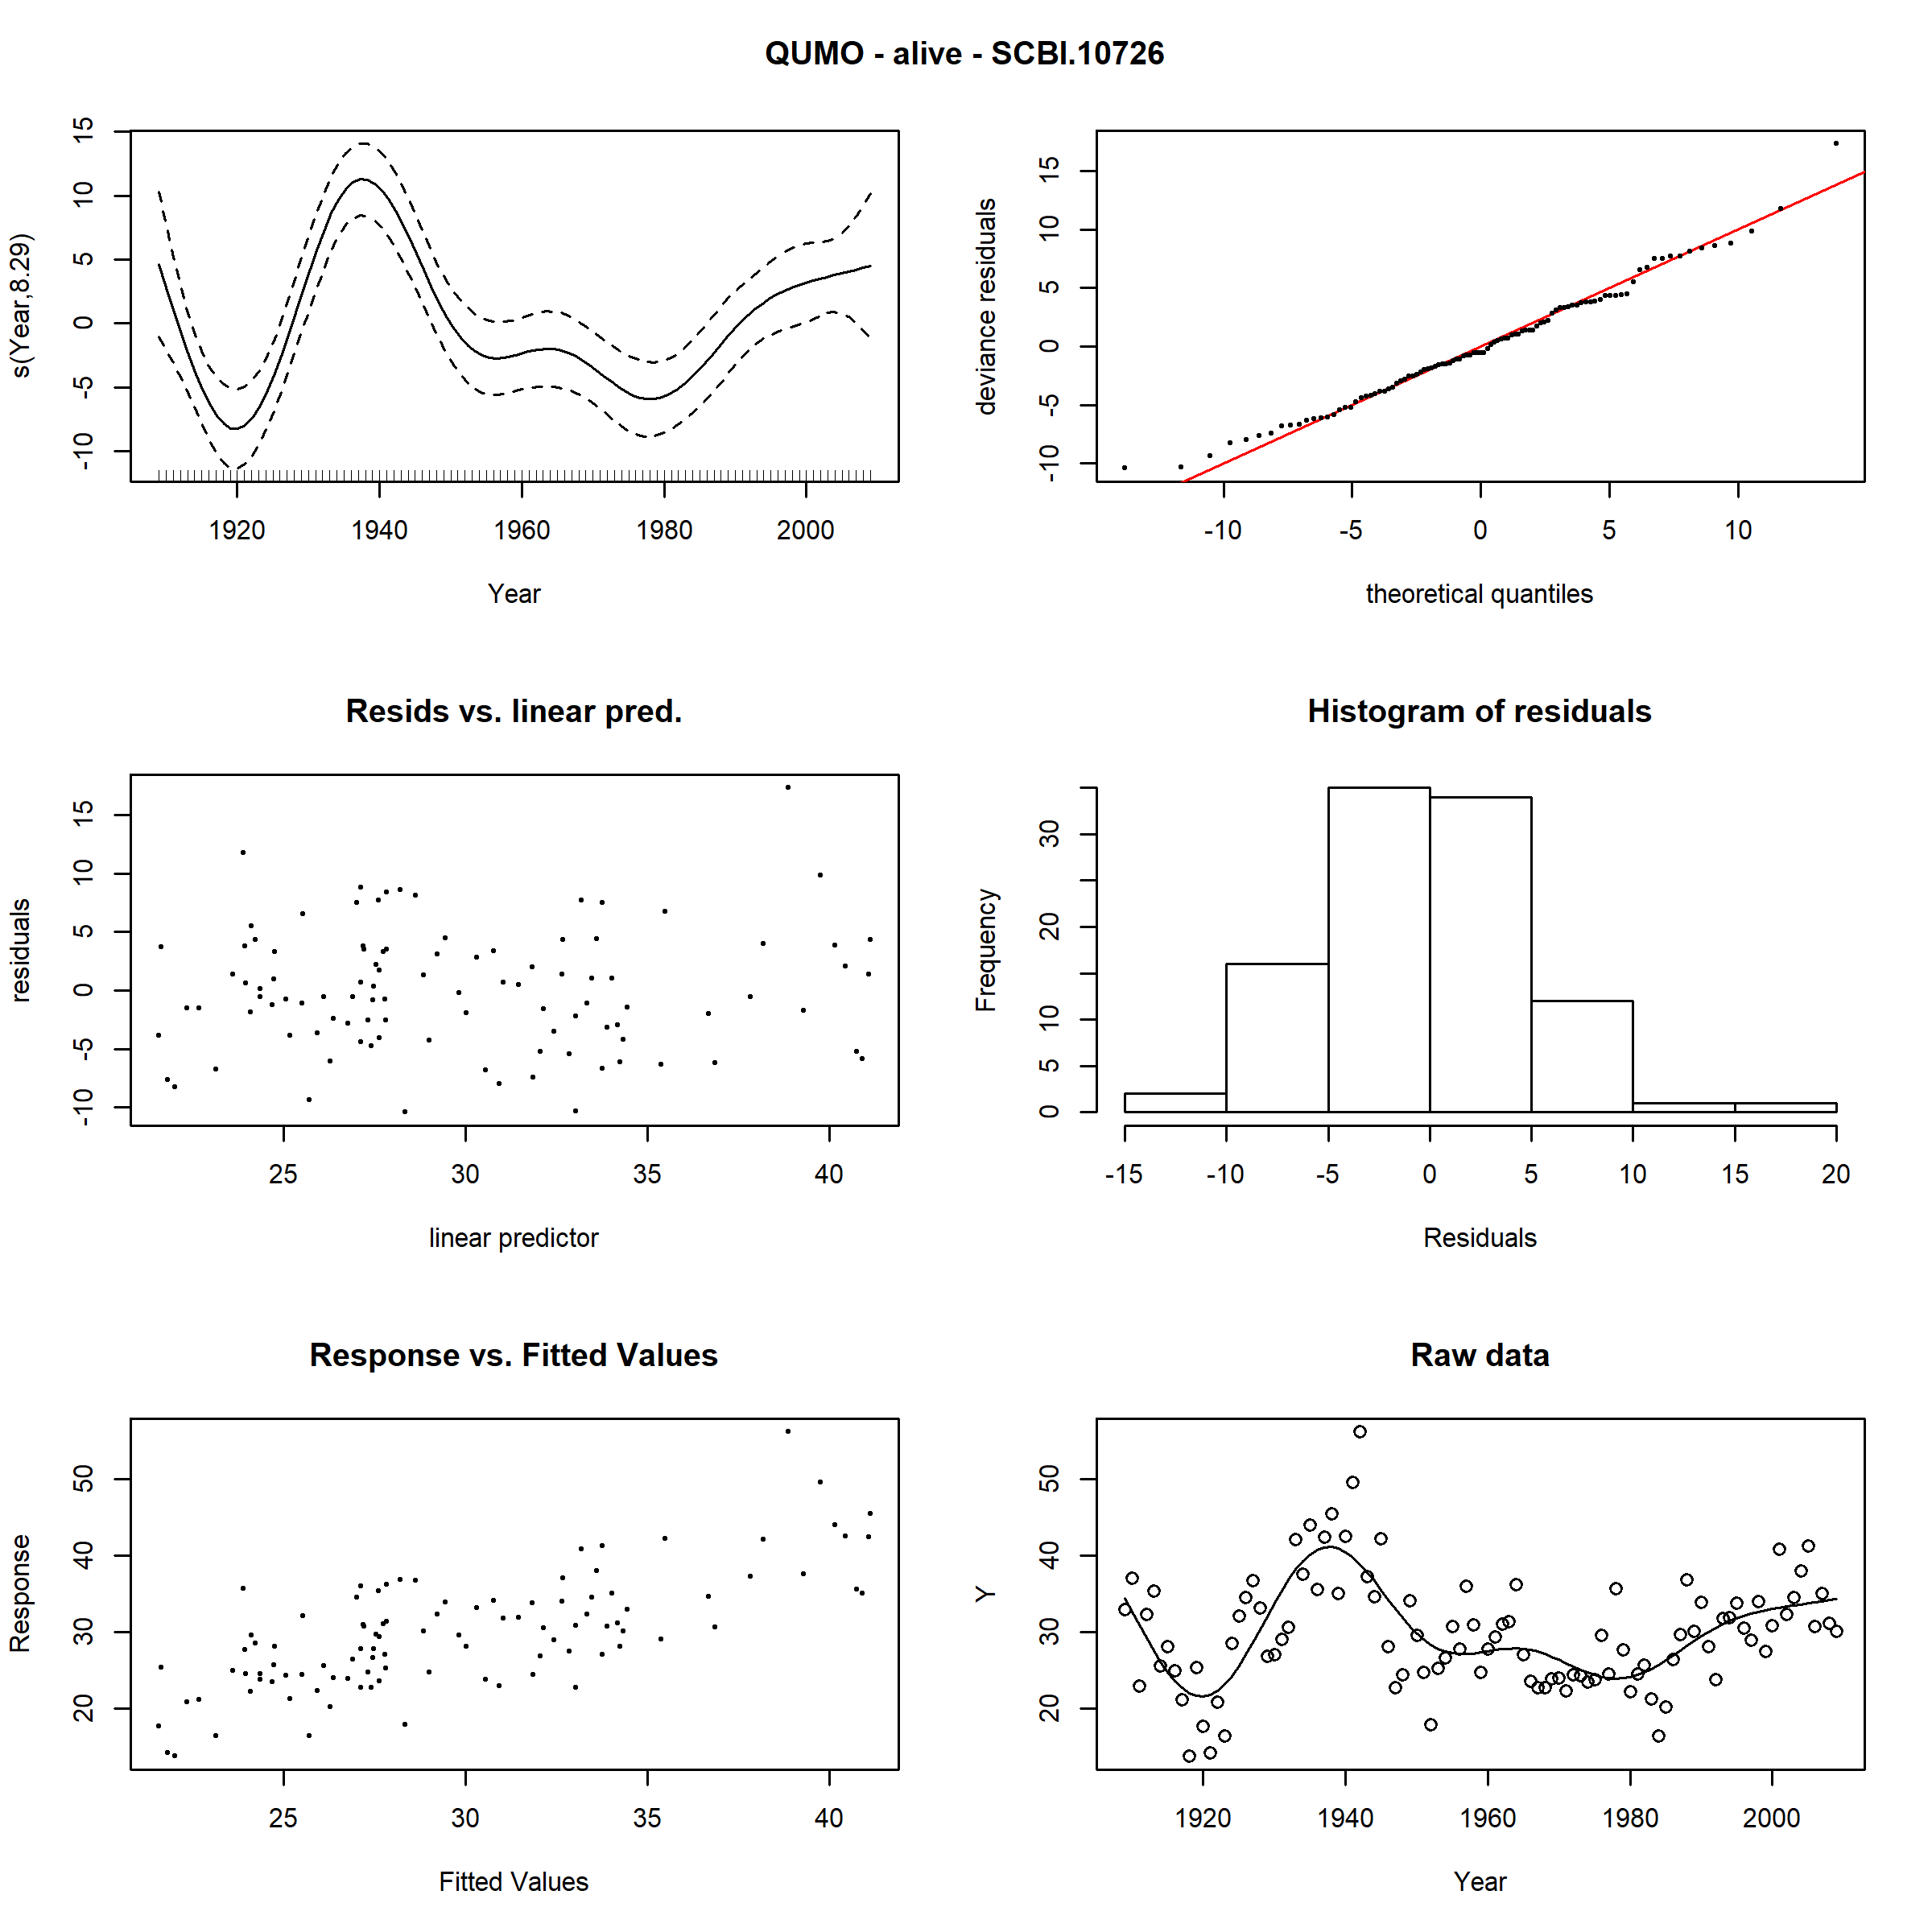 QUMO - alive - SCBI.10726
s(Year,8.29)
15
10
5
0
-5
-10
1920 1940 1960 1980 2000
Year
deviance residuals
15
10
5
0
-5
-10
-10 -5 0 5 10
theoretical quantiles
Resids vs. linear pred.
residuals
15
10
5
0
-5
-10
25 30 35 40
linear predictor
Histogram of residuals
Frequency
30
20
10
5
0
-15 -10 -5 0 5 10 15 20
Residuals
Response vs. Fitted Values
Response
50
40
30
20
25 30 35 40
Fitted Values
Raw data
Y
50
40
30
20
1920 1940 1960 1980 2000
Year